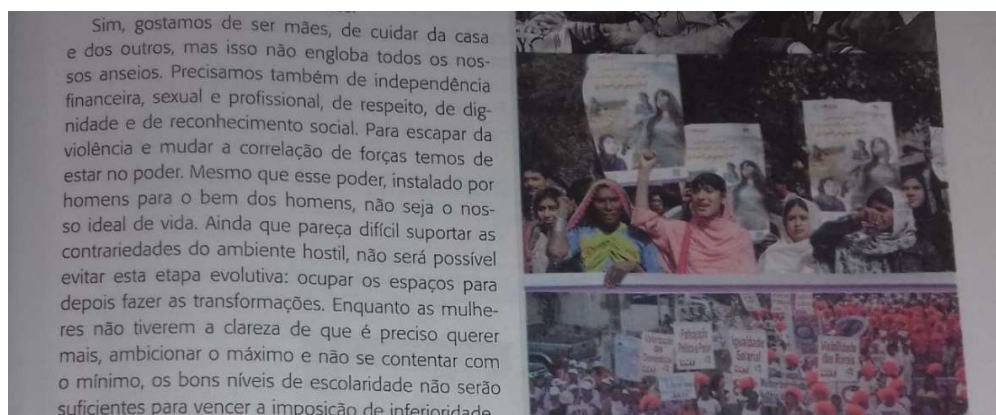 Sim, gostamos de ser mães, de cuidar da casa
e dos outros, mas isso não engloba todos os nos-
sos anseios. Precisamos também de independência
financeira, sexual e profissional, de respeito, de dig-
nidade e de reconhecimento social. Para escapar da
violência e mudar a correlação de forças temos de
estar no poder. Mesmo que esse poder, instalado por
homens para o bem dos homens, não seja o nos-
so ideal de vida. Ainda que pareça difícil suportar as
contrariedades do ambiente hostil, não será possível
evitar esta etapa evolutiva: ocupar os espaços para
depois fazer as transformações. Enquanto as mulhe-
res não tiverem a clareza de que é preciso querer
mais, ambicionar o máximo e não se contentar com
o mínimo, os bons níveis de escolaridade não serão
suficientes para vencer a imposição de inferioridade
Igualdade
Salarial
Visibilidade
das Rurais